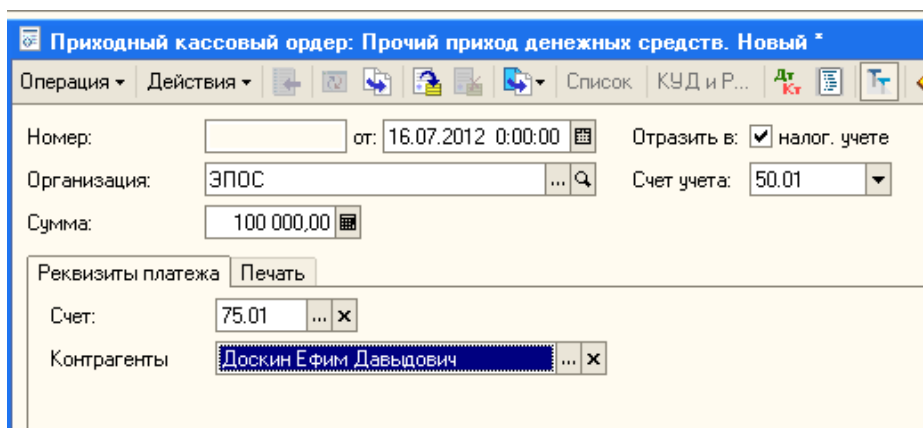 Приходный кассовый ордер: Прочий приход денежных средств. Новый *
Операция Действия Список КУД и Р... Дт Кт
Номер: от: 16.07.2012 0:00:00 Отразить в: налог. учете
Организация: ЭПОС ... Счет учета: 50.01
Сумма: 100 000,00
Реквизиты платежа Печать
Счет: 75.01 ... x
Контрагенты Доскин Ефим Давыдович ... x